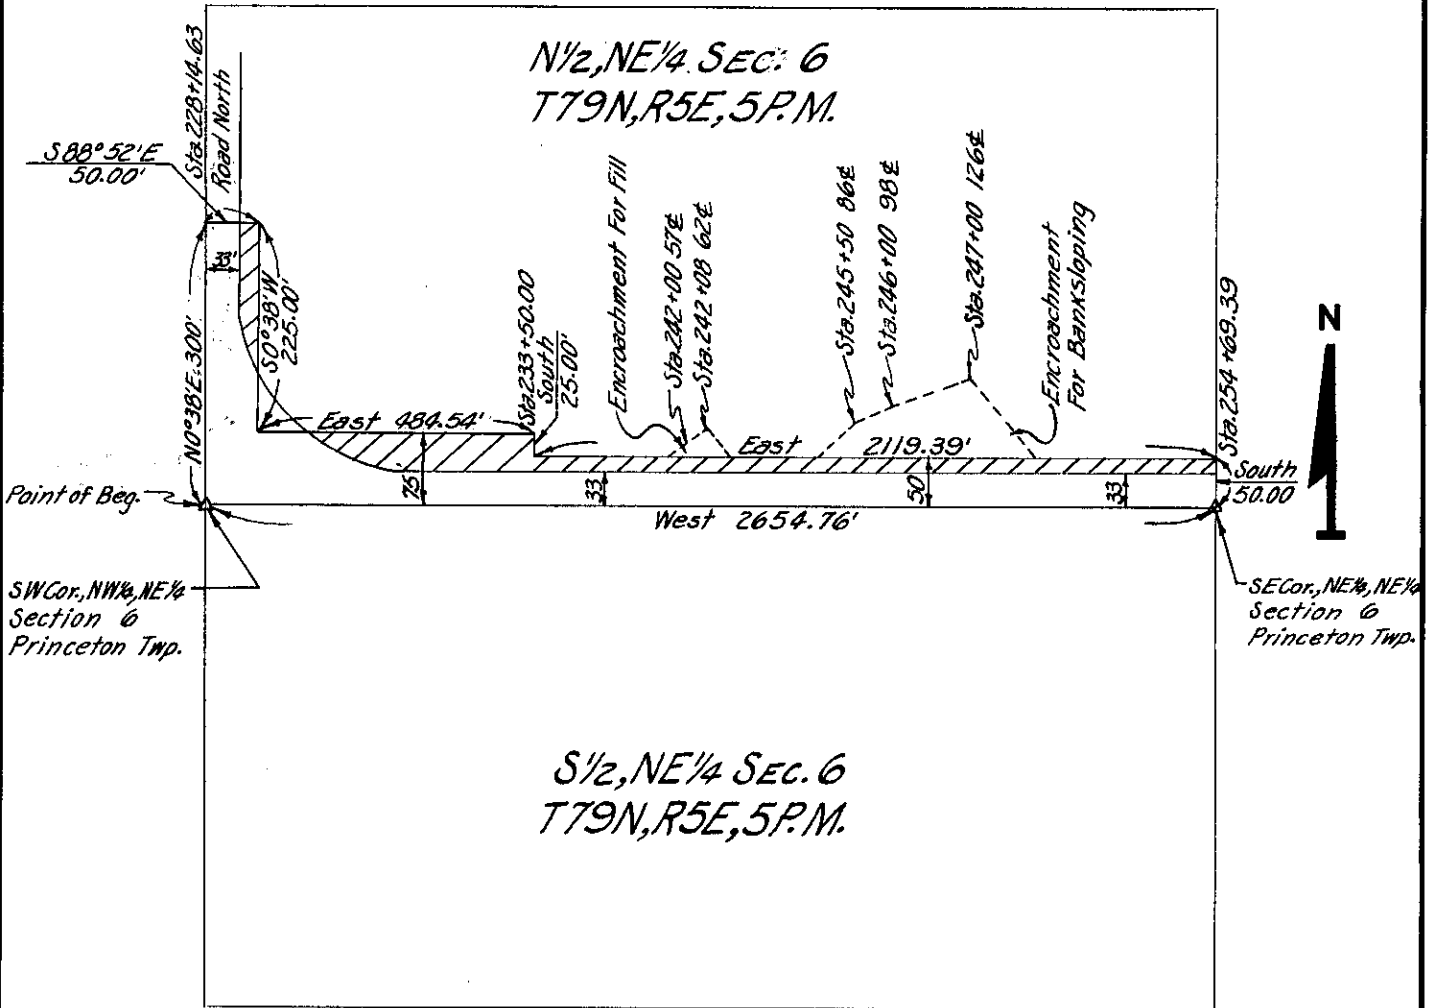 N½, NE¼ SEC. 6
T79N, R5E, 5P.M.
Sta. 228+14.63
Road North
S88°52'E
50.00'
33'
N0°38'E 300'
S0°38'W
225.00'
Sta. 233+50.00
South
25.00'
Encroachment For Fill
Sta. 242+00 57℄
Sta. 242+08 62℄
Sta. 245+50 86℄
Sta. 246+00 98℄
Sta. 247+00 126℄
Encroachment
For Banksloping
Sta. 254+69.39
N
East 484.54'
East 2119.39'
South
50.00
75
33
50
33
Point of Beg.
West 2654.76'
SW Cor., NW¼, NE¼
Section 6
Princeton Twp.
SE Cor., NE¼, NE¼
Section 6
Princeton Twp.
S½, NE¼ SEC. 6
T79N, R5E, 5P.M.